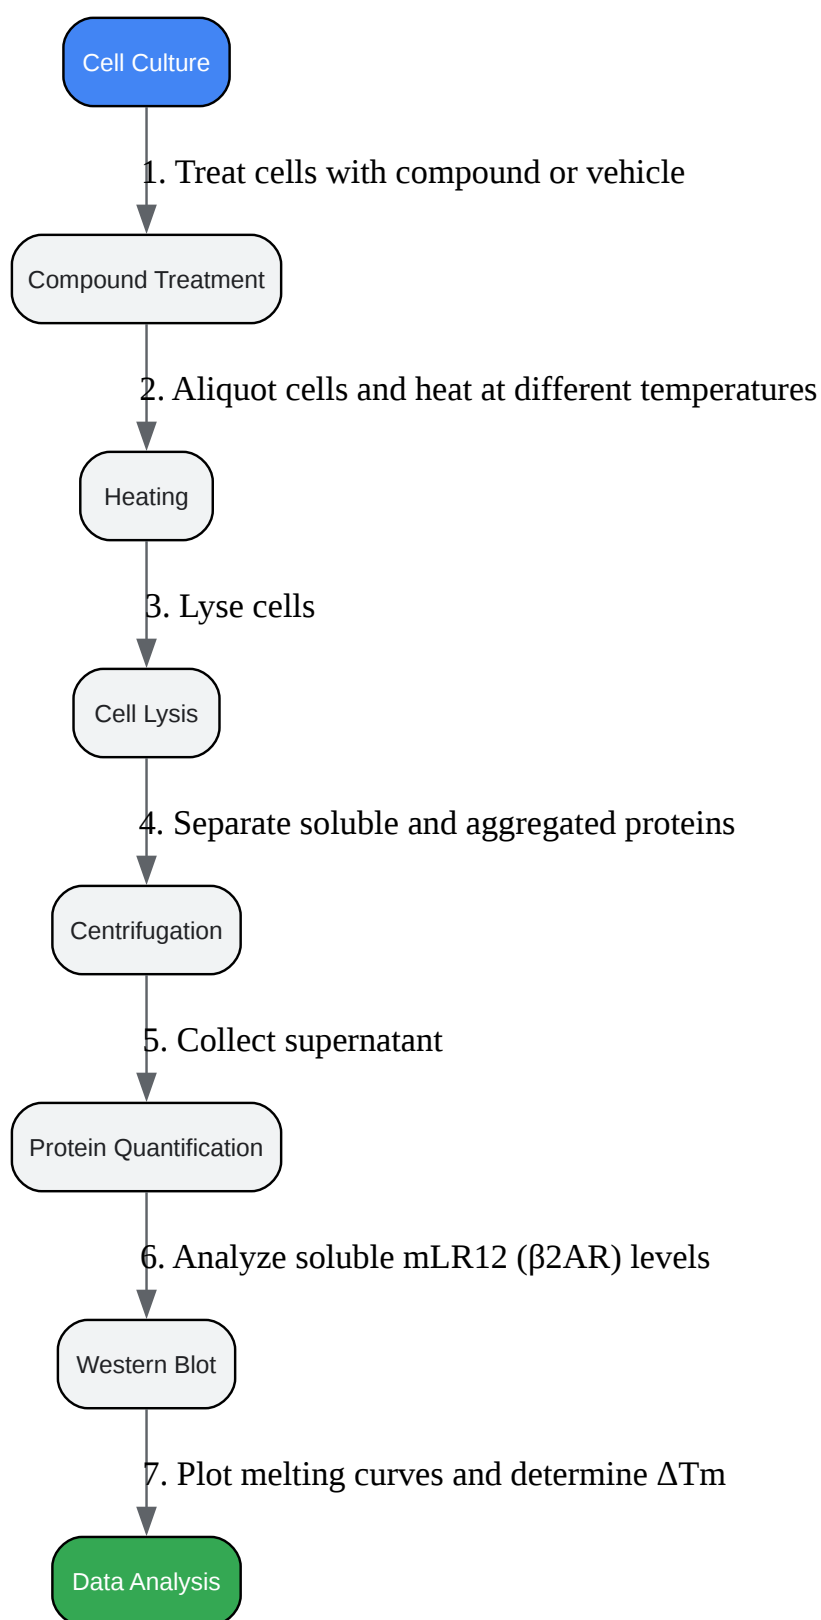 Cell Culture
1. Treat cells with compound or vehicle
Compound Treatment
2. Aliquot cells and heat at different temperatures
Heating
3. Lyse cells
Cell Lysis
4. Separate soluble and aggregated proteins
Centrifugation
5. Collect supernatant
Protein Quantification
6. Analyze soluble mLR12 (β2AR) levels
Western Blot
7. Plot melting curves and determine ΔTm
Data Analysis